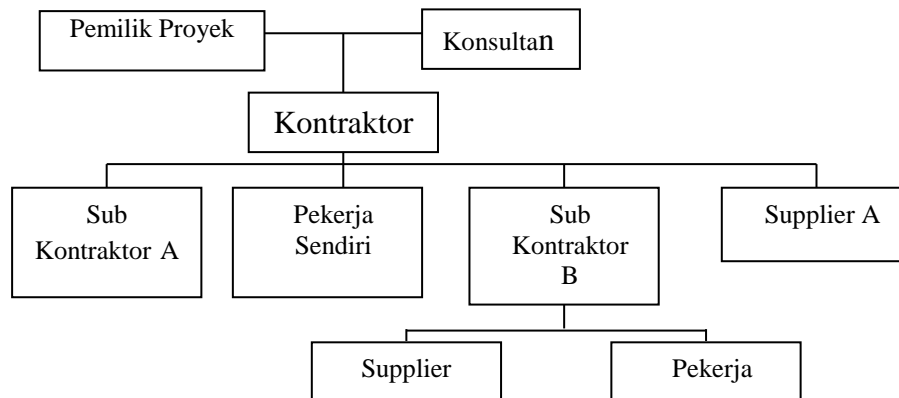 Pemilik Proyek
Konsultan
Kontraktor
Sub
Kontraktor A
Pekerja
Sendiri
Sub
Kontraktor
B
Supplier A
Supplier
Pekerja